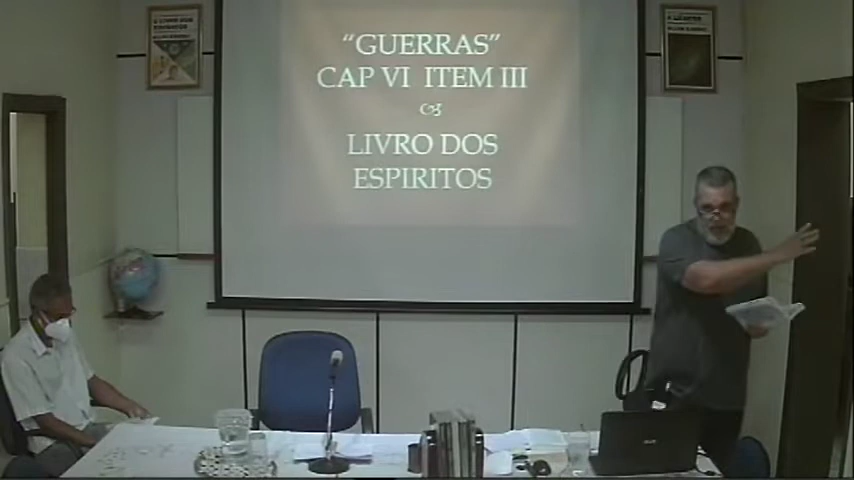 “GUERRAS”
CAP VI ITEM III
&
LIVRO DOS
ESPIRITOS